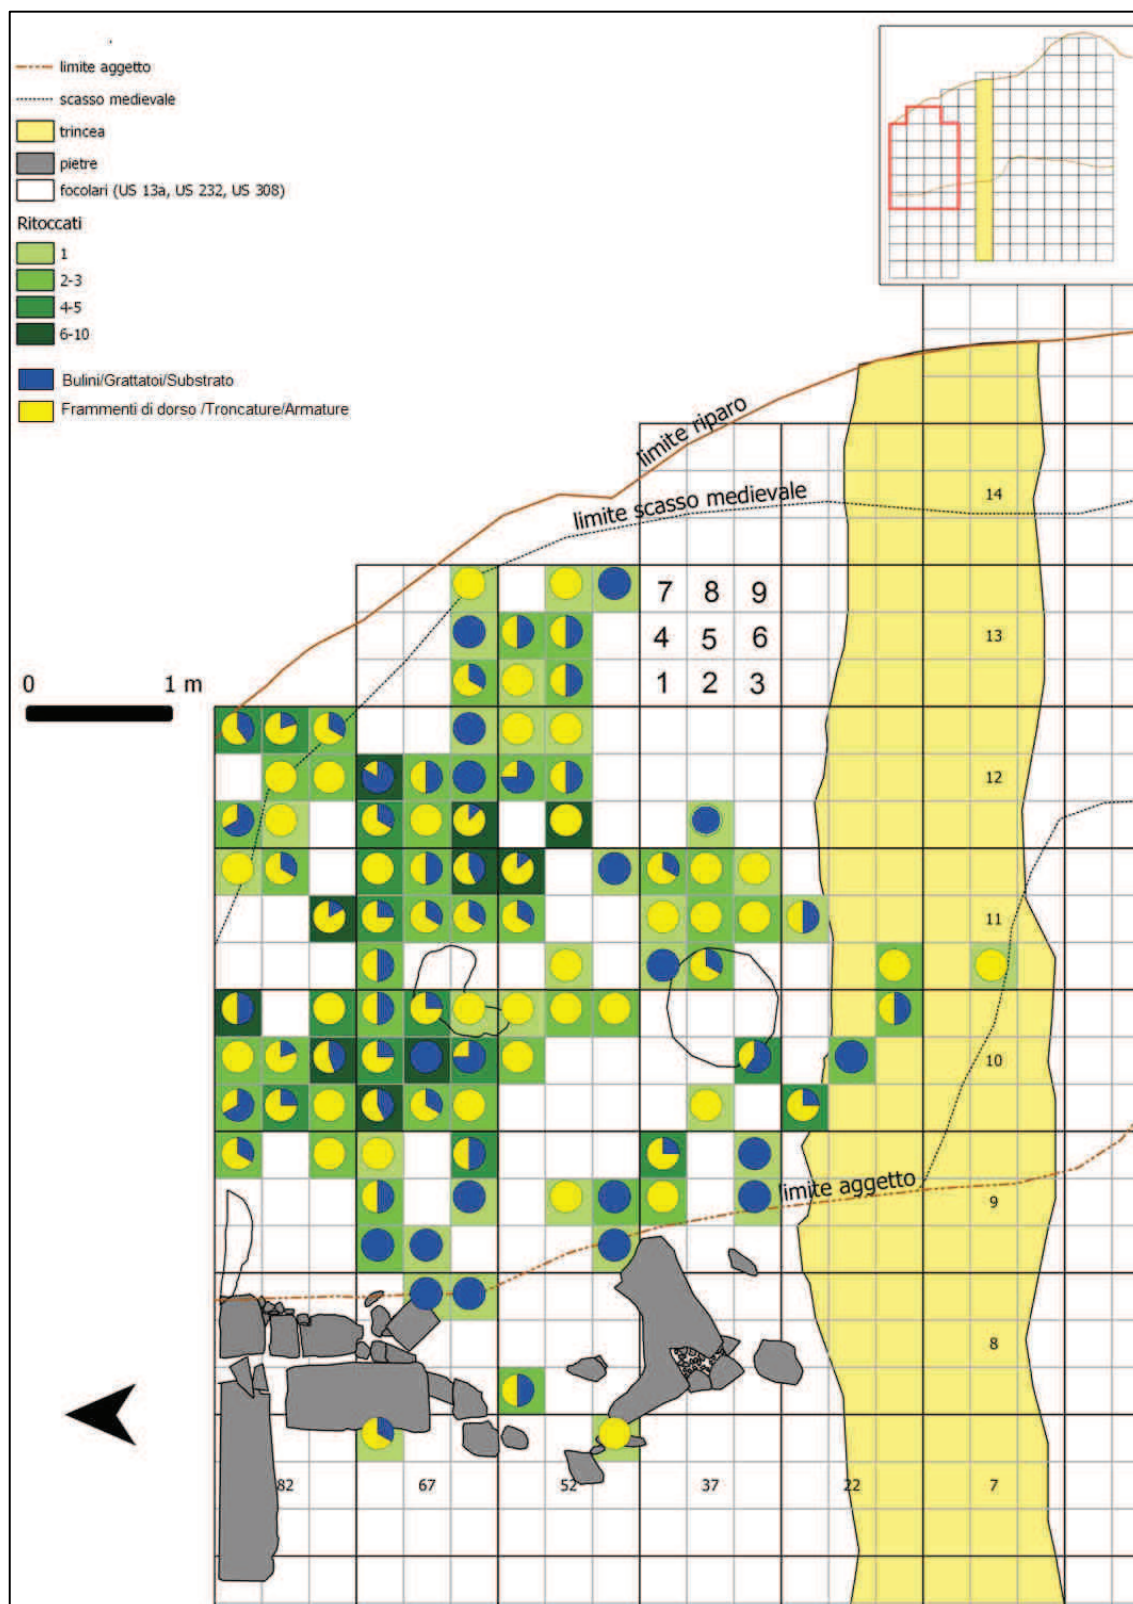 limite aggetto
scasso medievale
trincea
pietre
focolari (US 13a, US 232, US 308)
Ritoccati
1
2-3
4-5
6-10
Bulini/Grattatoi/Substrato
Frammenti di dorso /Troncature/Armature
limite riparo
limite scasso medievale
14
7 8 9
4 5 6
1 2 3
13
0 1 m
12
11
10
limite aggetto
9
8
82 67 52 37 22 7